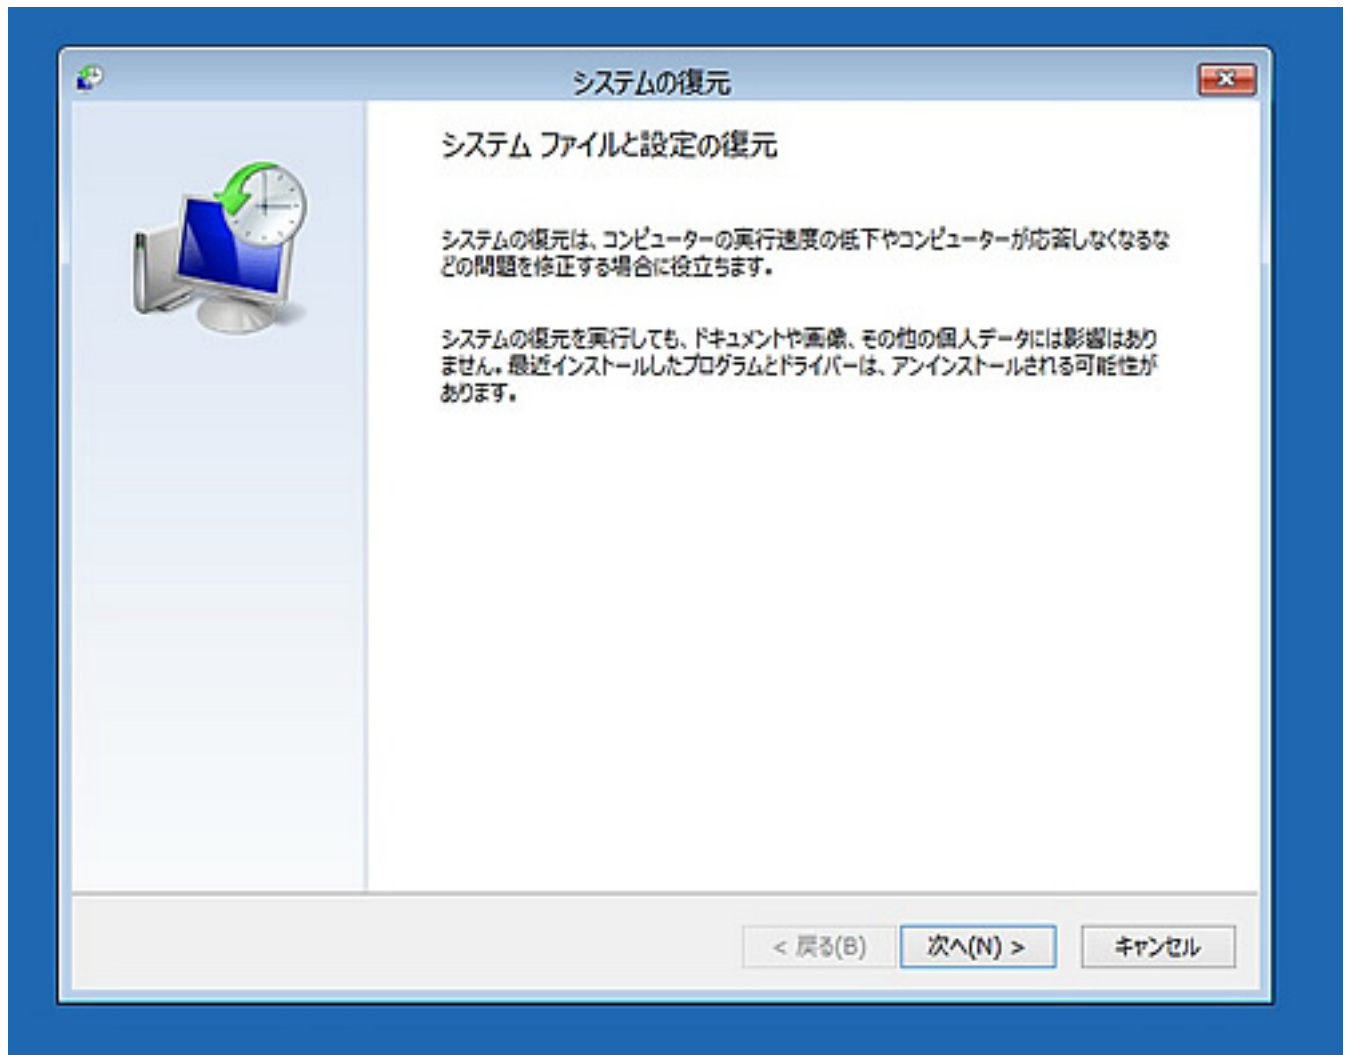 システムの復元
システム ファイルと設定の復元
システムの復元は、コンピューターの実行速度の低下やコンピューターが応答しなくなるな
どの問題を修正する場合に役立ちます。
システムの復元を実行しても、ドキュメントや画像、その他の個人データには影響はあり
ません。最近インストールしたプログラムとドライバーは、アンインストールされる可能性が
あります。
< 戻る(B)
次へ(N) >
キャンセル